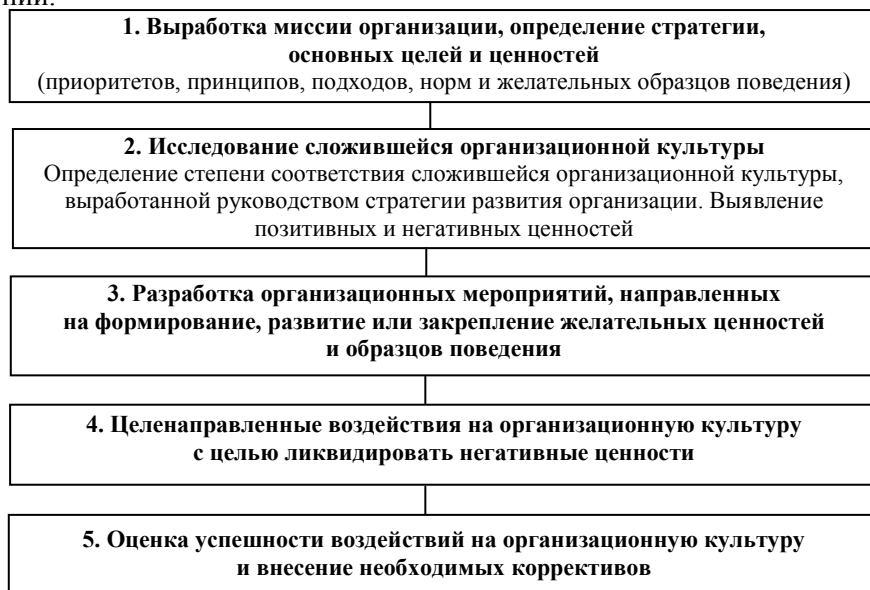 нии.
1. Выработка миссии организации, определение стратегии,
основных целей и ценностей
(приоритетов, принципов, подходов, норм и желательных образцов поведения)
2. Исследование сложившейся организационной культуры
Определение степени соответствия сложившейся организационной культуры,
выработанной руководством стратегии развития организации. Выявление
позитивных и негативных ценностей
3. Разработка организационных мероприятий, направленных
на формирование, развитие или закрепление желательных ценностей
и образцов поведения
4. Целенаправленные воздействия на организационную культуру
с целью ликвидировать негативные ценности
5. Оценка успешности воздействий на организационную культуру
и внесение необходимых коррективов